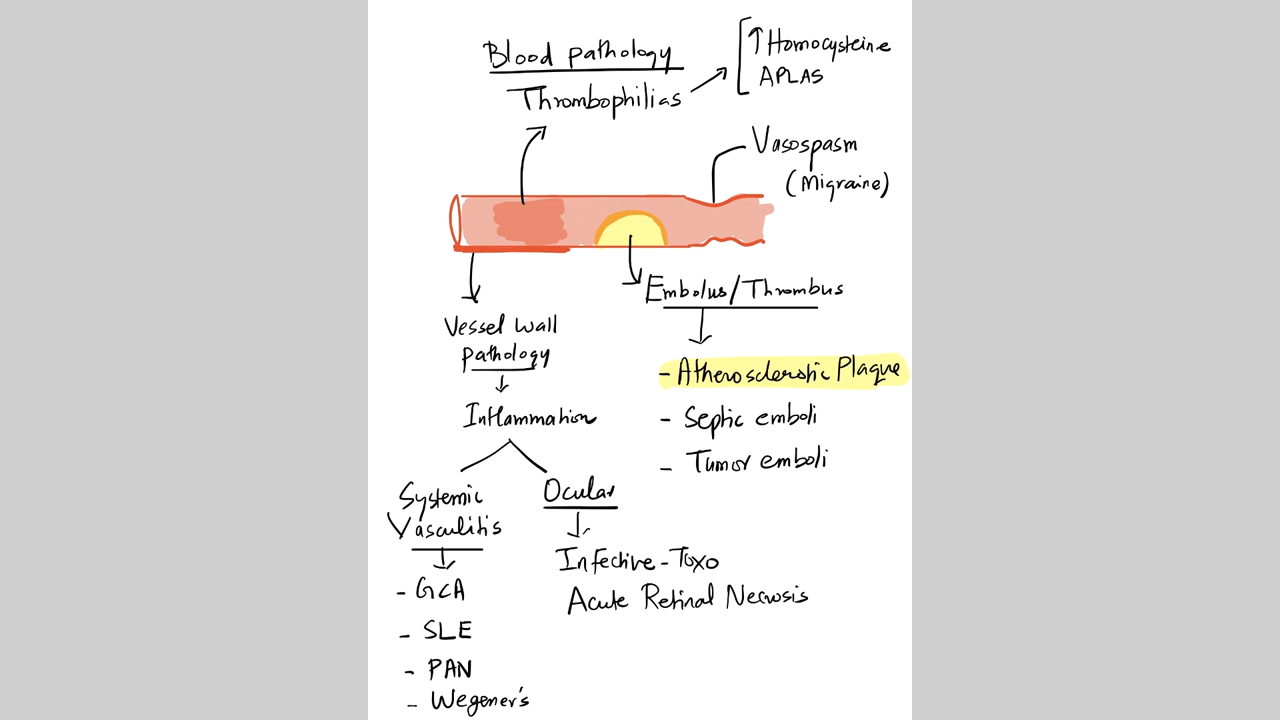 Blood pathology
Thrombophilias
↑ Homocysteine
APLAS
Vasospasm
(Migraine)
Embolus/Thrombus
- Atherosclerotic Plaque
- Septic emboli
- Tumor emboli
Vessel wall
pathology
Inflammation
Systemic
Vasculitis
- GCA
- SLE
- PAN
- Wegener's
Ocular
Infective - Toxo
Acute Retinal Necrosis